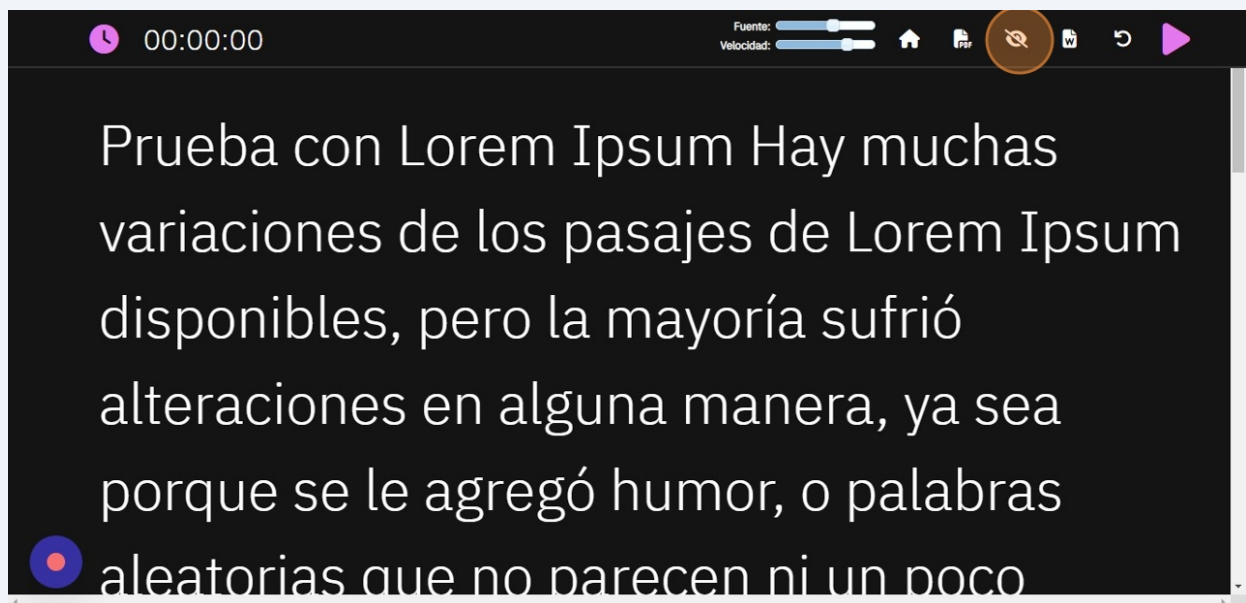 00:00:00
Fuente:
Velocidad:
PDF
W
Prueba con Lorem Ipsum Hay muchas
variaciones de los pasajes de Lorem Ipsum
disponibles, pero la mayoría sufrió
alteraciones en alguna manera, ya sea
porque se le agregó humor, o palabras
aleatorias que no parecen ni un poco